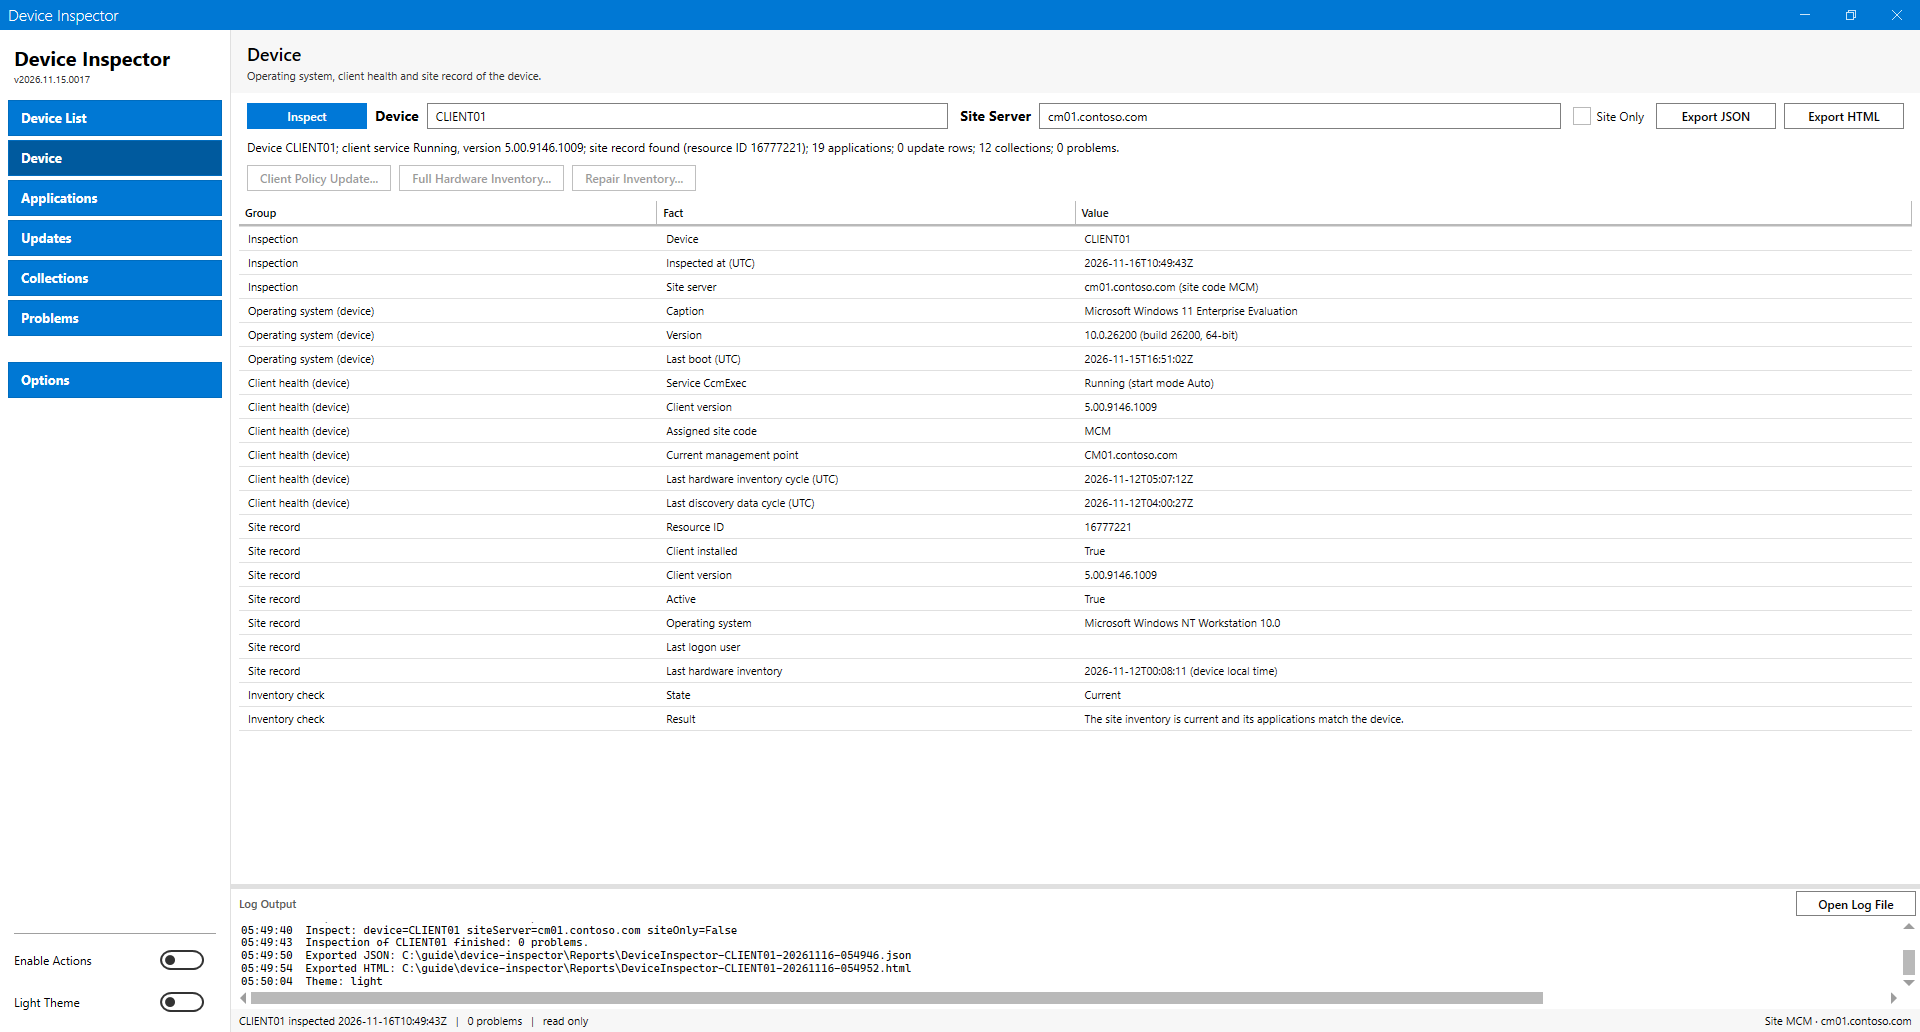 Device Inspector
Device Inspector
v2026.11.15.0017
Device List
Device
Applications
Updates
Collections
Problems
Options
Enable Actions
Light Theme
Device
Operating system, client health and site record of the device.
Inspect Device CLIENT01 Site Server cm01.contoso.com Site Only Export JSON Export HTML
Device CLIENT01; client service Running, version 5.00.9146.1009; site record found (resource ID 16777221); 19 applications; 0 update rows; 12 collections; 0 problems.
Client Policy Update... Full Hardware Inventory... Repair Inventory...
Group Fact Value
Inspection Device CLIENT01
Inspection Inspected at (UTC) 2026-11-16T10:49:43Z
Inspection Site server cm01.contoso.com (site code MCM)
Operating system (device) Caption Microsoft Windows 11 Enterprise Evaluation
Operating system (device) Version 10.0.26200 (build 26200, 64-bit)
Operating system (device) Last boot (UTC) 2026-11-15T16:51:02Z
Client health (device) Service CcmExec Running (start mode Auto)
Client health (device) Client version 5.00.9146.1009
Client health (device) Assigned site code MCM
Client health (device) Current management point CM01.contoso.com
Client health (device) Last hardware inventory cycle (UTC) 2026-11-12T05:07:12Z
Client health (device) Last discovery data cycle (UTC) 2026-11-12T04:00:27Z
Site record Resource ID 16777221
Site record Client installed True
Site record Client version 5.00.9146.1009
Site record Active True
Site record Operating system Microsoft Windows NT Workstation 10.0
Site record Last logon user
Site record Last hardware inventory 2026-11-12T00:08:11 (device local time)
Inventory check State Current
Inventory check Result The site inventory is current and its applications match the device.
Log Output Open Log File
05:49:40 Inspect: device=CLIENT01 siteServer=cm01.contoso.com siteOnly=False
05:49:43 Inspection of CLIENT01 finished: 0 problems.
05:49:50 Exported JSON: C:\guide\device-inspector\Reports\DeviceInspector-CLIENT01-20261116-054946.json
05:49:54 Exported HTML: C:\guide\device-inspector\Reports\DeviceInspector-CLIENT01-20261116-054952.html
05:50:04 Theme: light
CLIENT01 inspected 2026-11-16T10:49:43Z | 0 problems | read only Site MCM · cm01.contoso.com